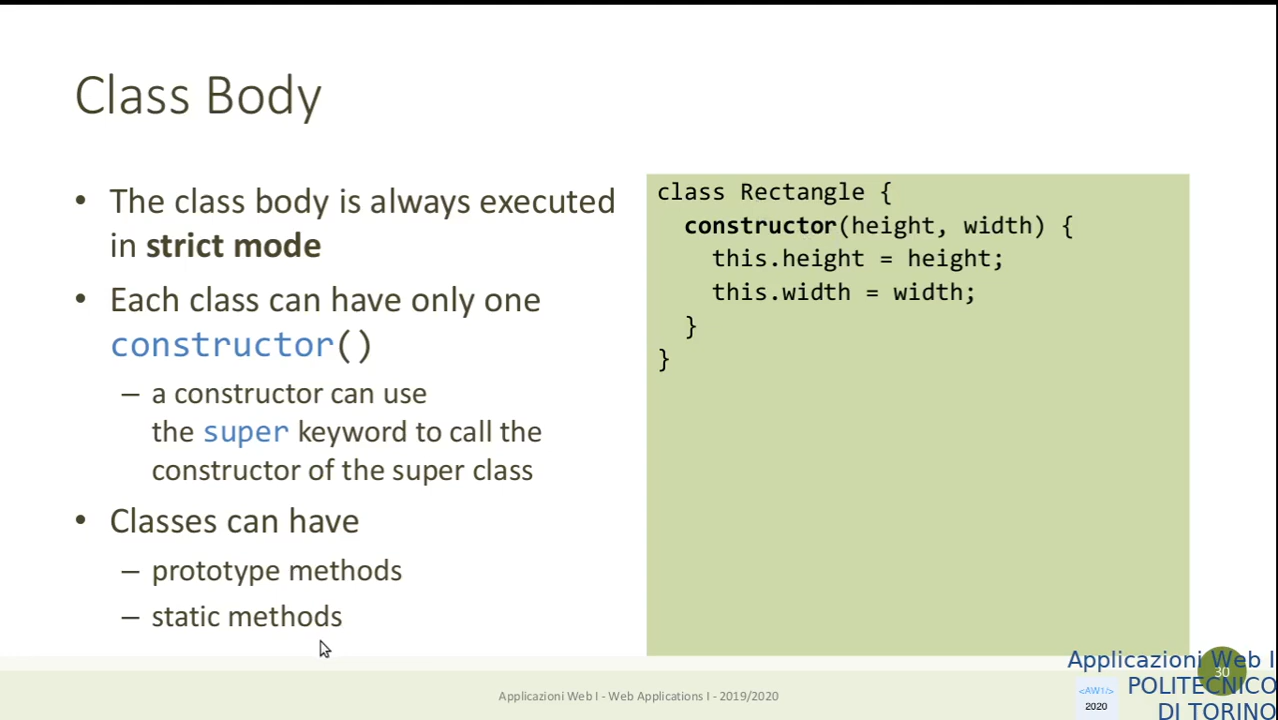 Class Body
• The class body is always executed
in strict mode
• Each class can have only one
constructor()
– a constructor can use
the super keyword to call the
constructor of the super class
• Classes can have
– prototype methods
– static methods
class Rectangle {
  constructor(height, width) {
    this.height = height;
    this.width = width;
  }
}
Applicazioni Web I - Web Applications I - 2019/2020
30
Applicazioni Web I
POLITECNICO
DI TORINO
<AW1/>
2020